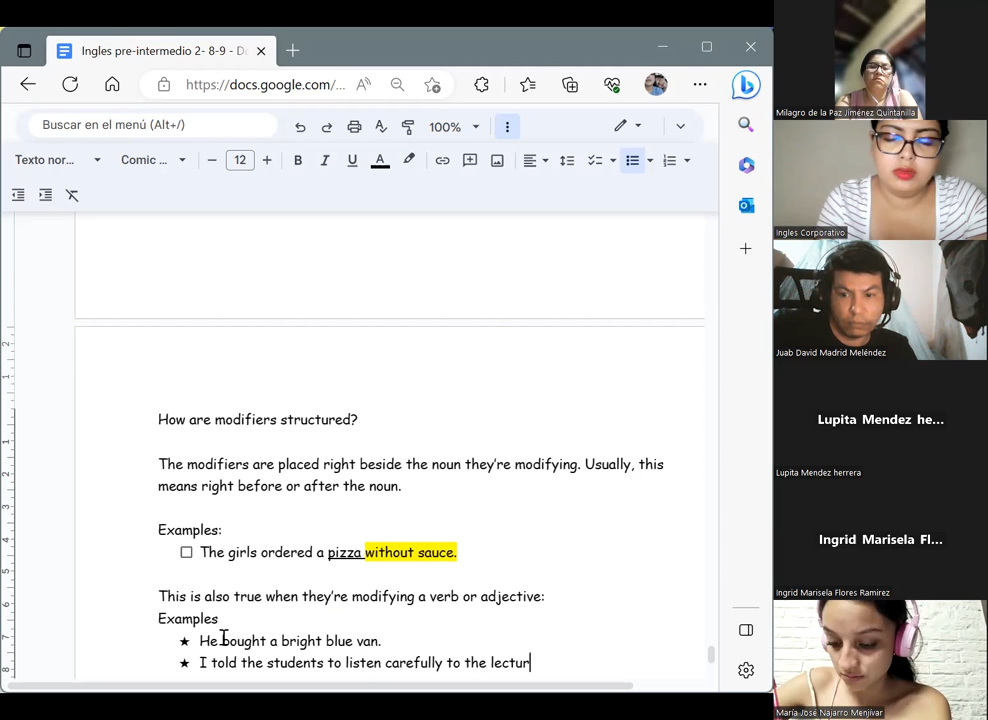 Ingles pre-intermedio 2- 8-9 - Do
https://docs.google.com/...
Buscar en el menú (Alt+/)
100%
Texto nor...
Comic ...
12
How are modifiers structured?
The modifiers are placed right beside the noun they're modifying. Usually, this
means right before or after the noun.
Examples:
The girls ordered a pizza without sauce.
This is also true when they're modifying a verb or adjective:
Examples
He bought a bright blue van.
I told the students to listen carefully to the lectur
Milagro de la Paz Jiménez Quintanilla
Ingles Corporativo
Juab David Madrid Meléndez
Lupita Mendez he...
Lupita Mendez herrera
Ingrid Marisela Fl...
Ingrid Marisela Flores Ramirez
María José Najarro Menjívar